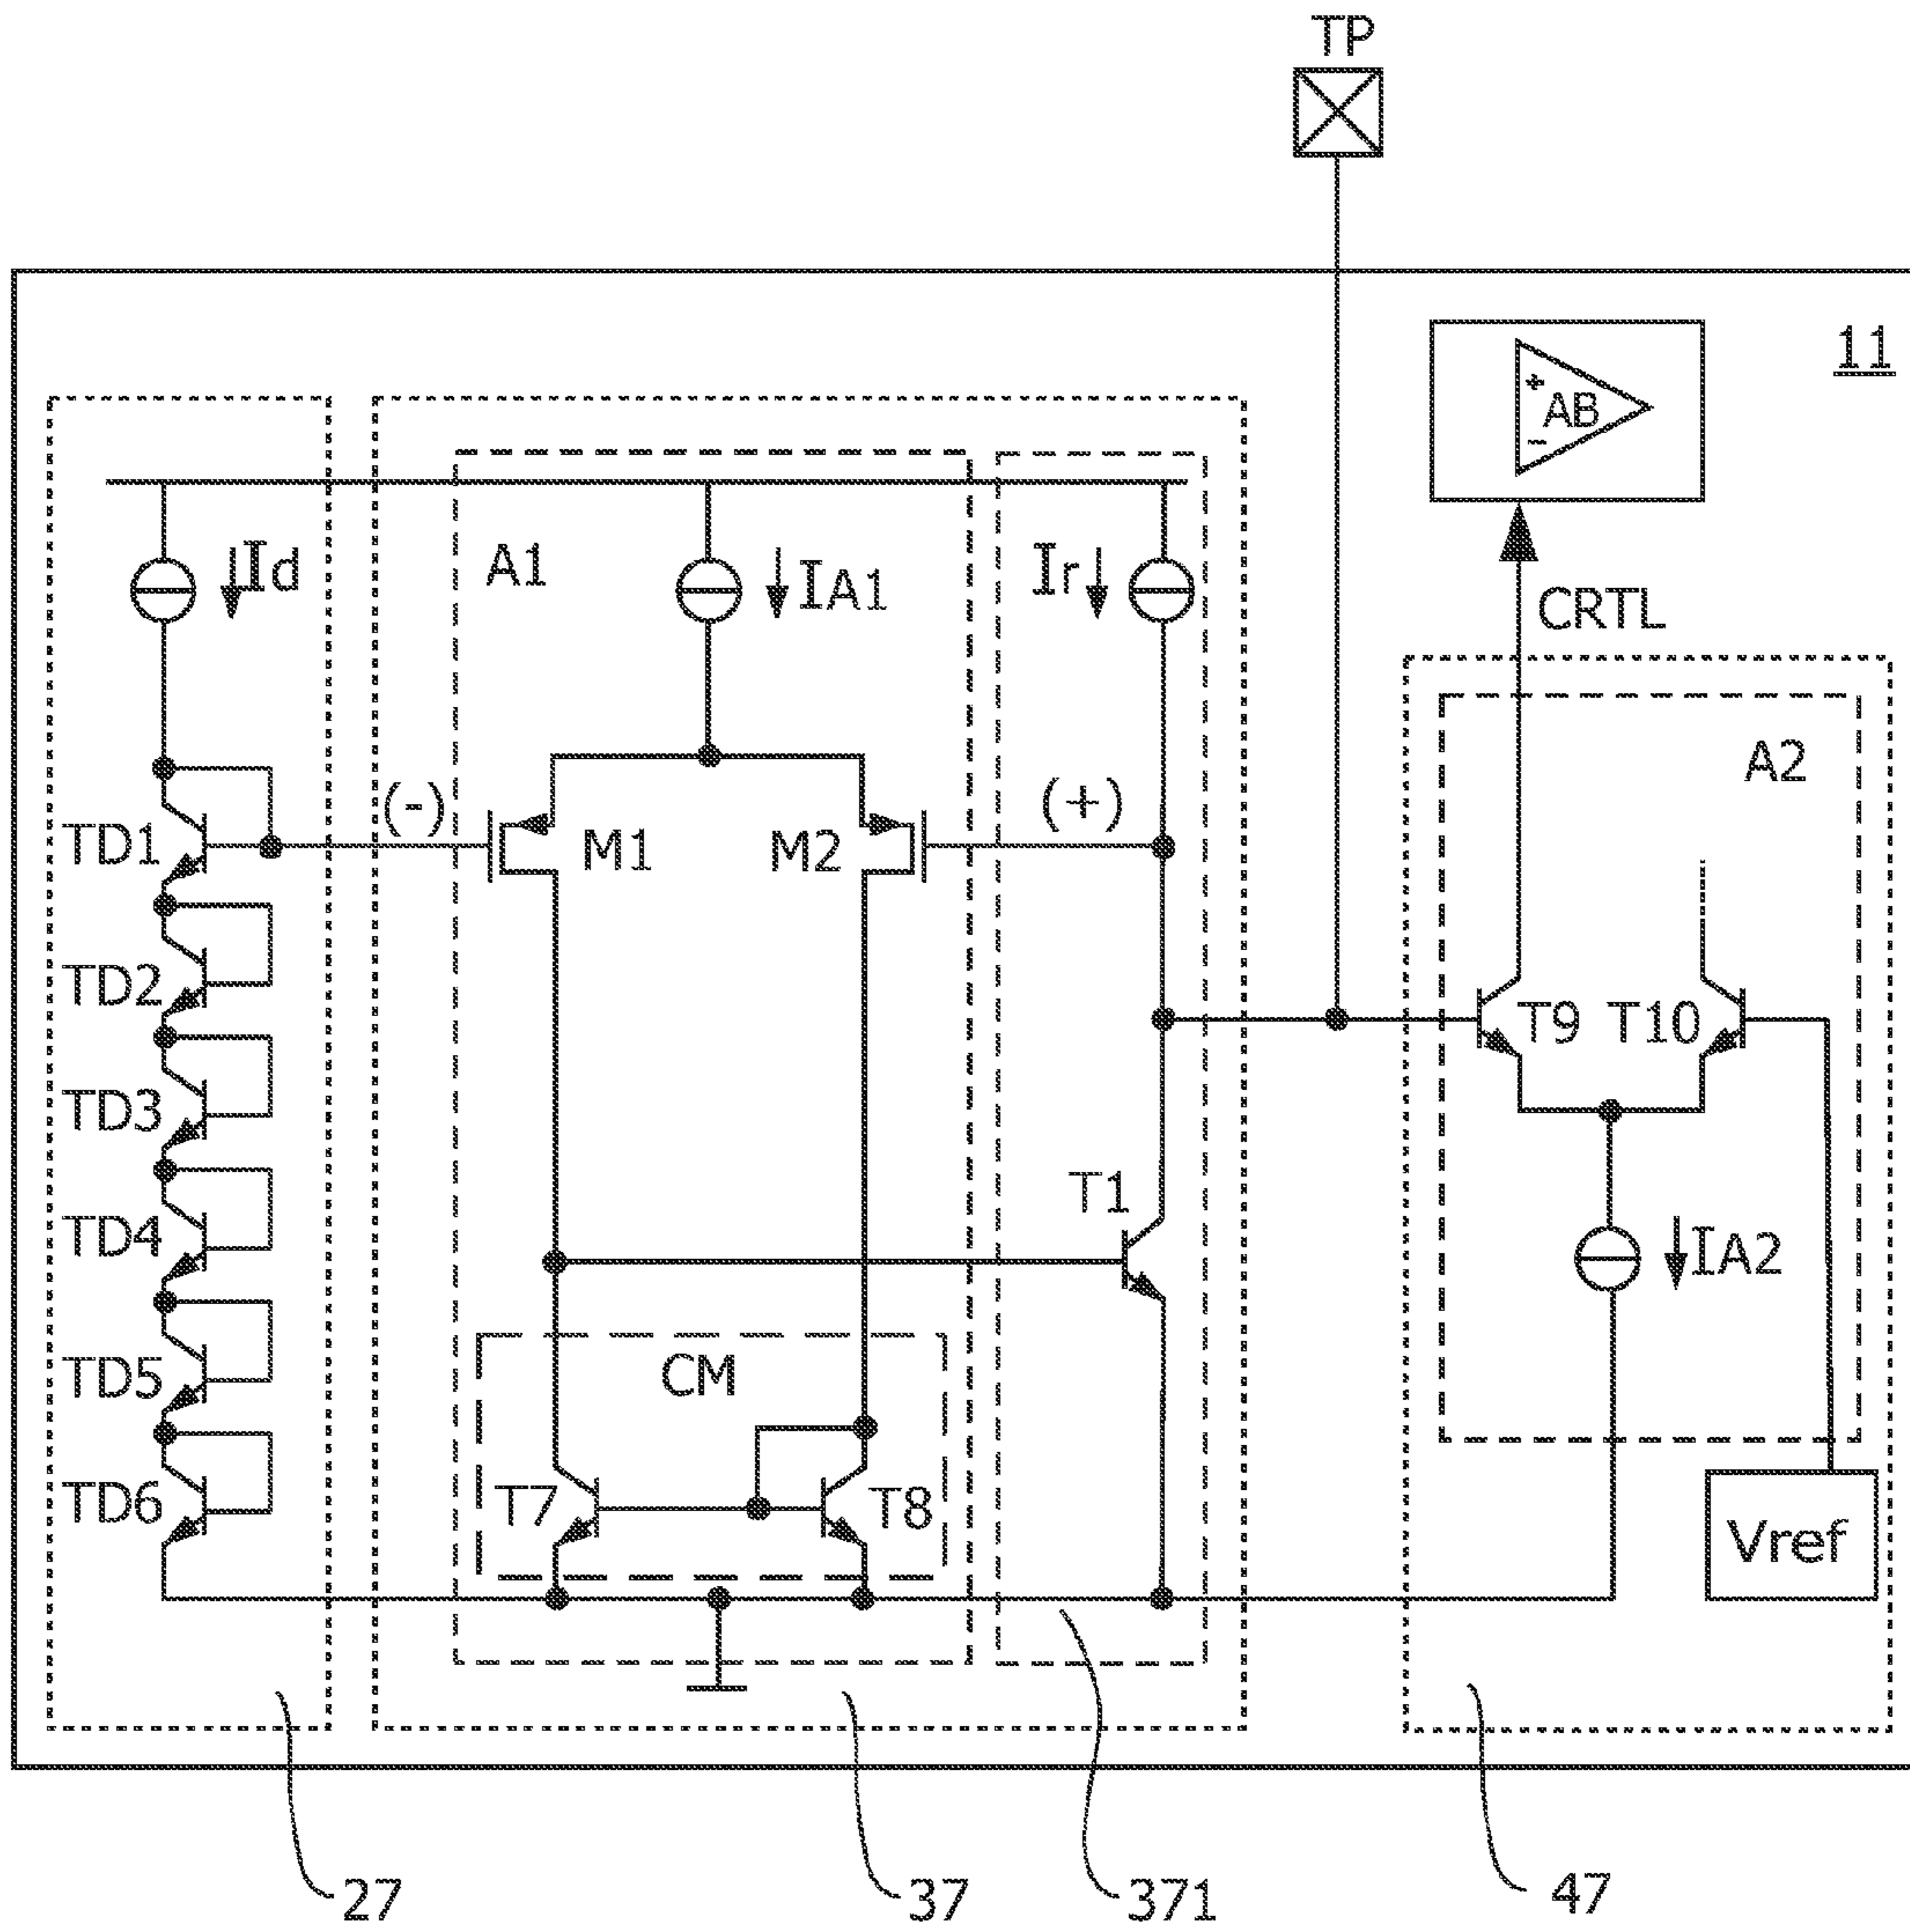 TP
11
+
AB
-
Id
A1
IA1
Ir
CRTL
A2
(-)
(+)
TD1
M1
M2
TD2
T9
T10
TD3
T1
TD4
IA2
TD5
CM
TD6
T7
T8
Vref
27
37
371
47